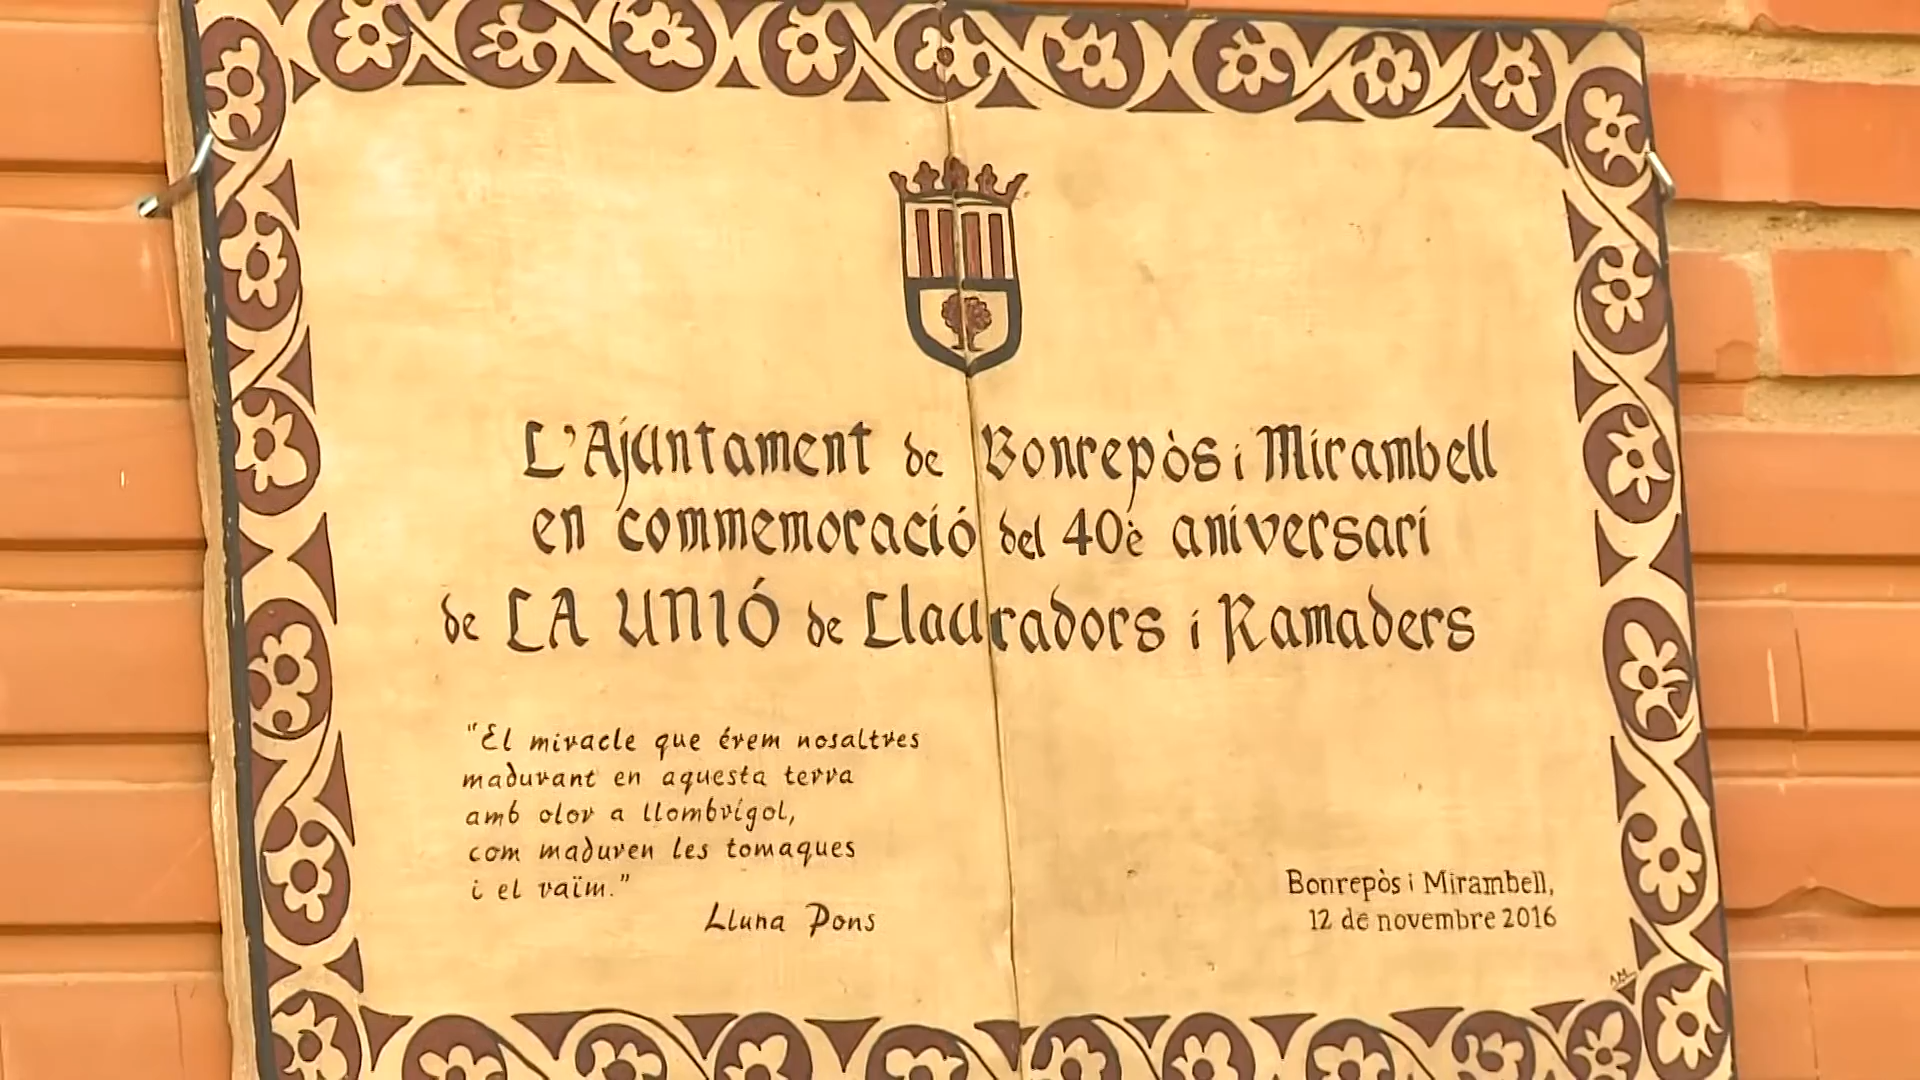 L'Ajuntament de Bonrepòs i Mirambell
en commemoració del 40è aniversari
de LA UNIÓ de Llauradors i Ramaders
"El miracle que érem nosaltres
madurant en aquesta terra
amb olor a llombrígol,
com maduren les tomaques
i el raïm."
Lluna Pons
Bonrepòs i Mirambell,
12 de novembre 2016
A.M.